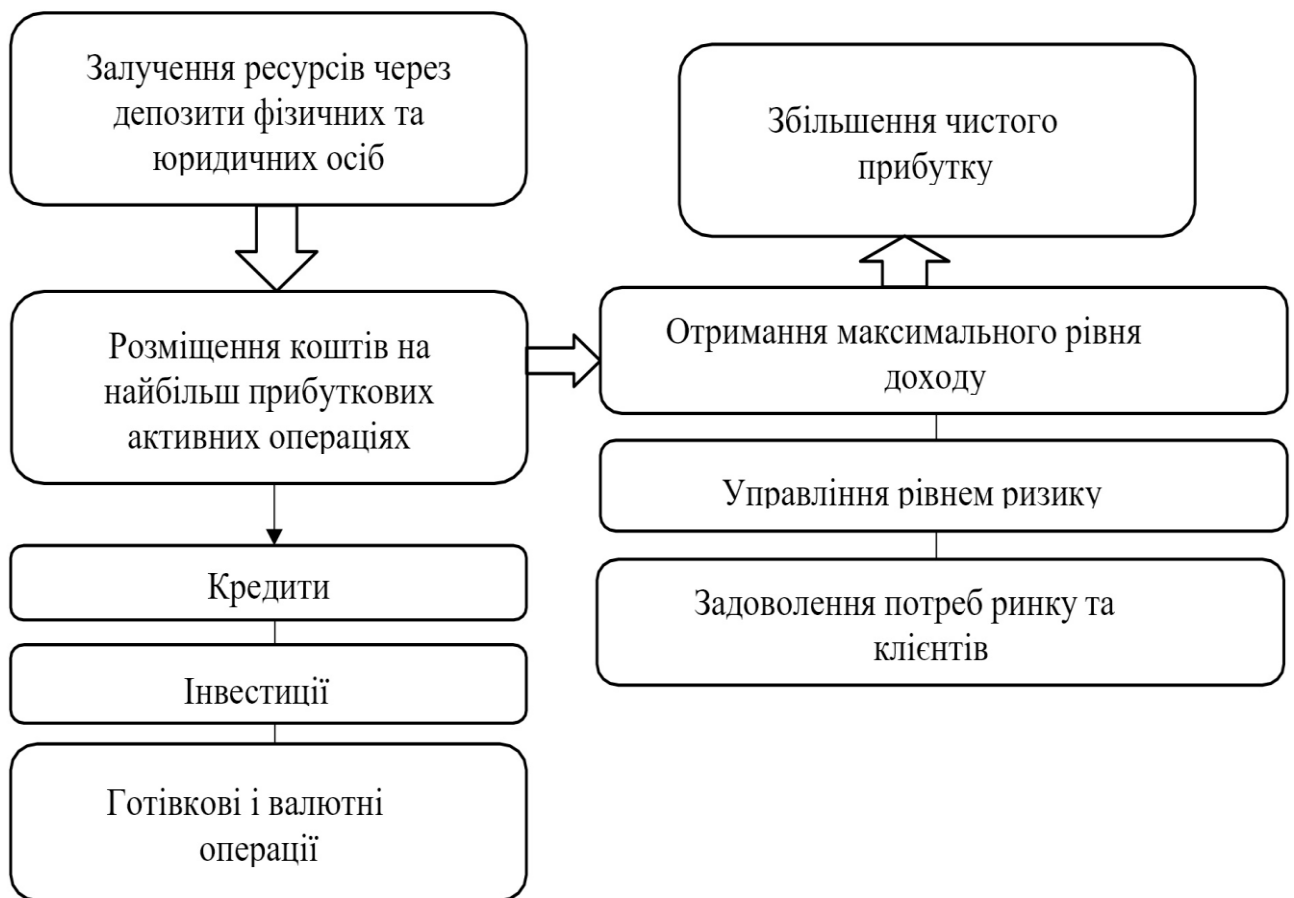 Залучення ресурсів через
депозити фізичних та
юридичних осіб
Збільшення чистого
прибутку
Розміщення коштів на
найбільш прибуткових
активних операціях
Отримання максимального рівня
доходу
Управління рівнем ризику
Задоволення потреб ринку та
клієнтів
Кредити
Інвестиції
Готівкові і валютні
операції